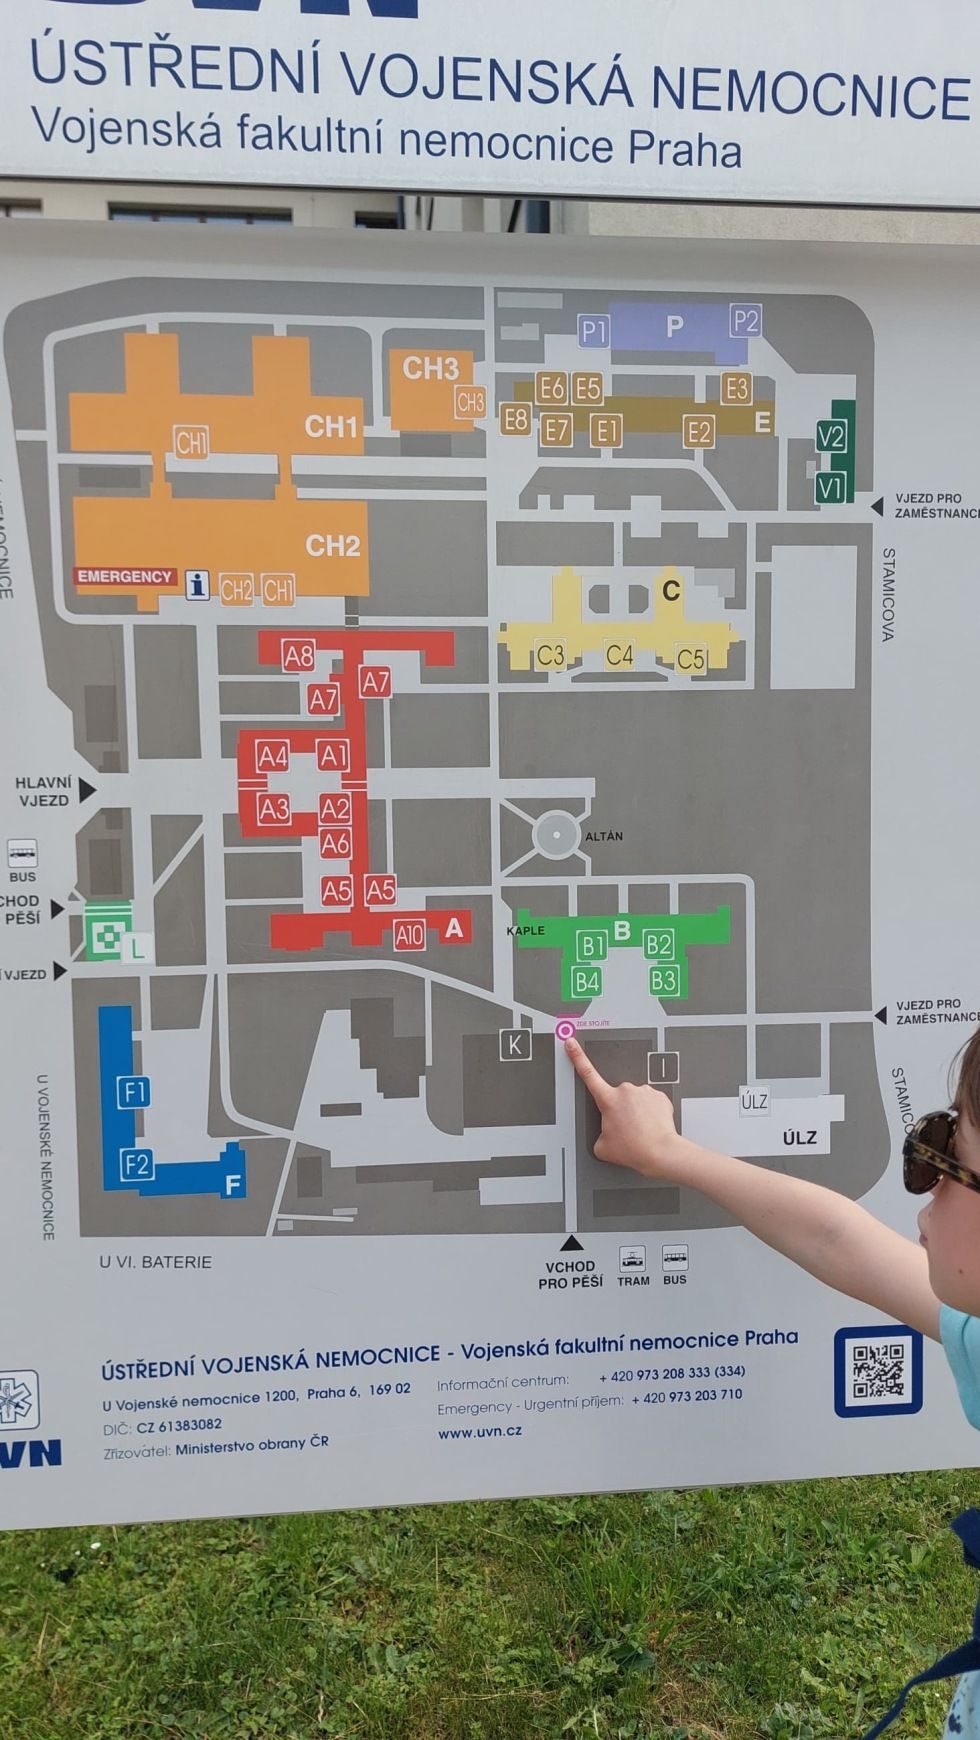 ÚSTŘEDNÍ VOJENSKÁ NEMOCNICE
Vojenská fakultní nemocnice Praha
P1
P
P2
CH3
CH3
E6
E5
E3
E8
E7
E1
E2
E
CH1
CH1
V2
V1
VJEZD PRO
ZAMĚSTNANCE
CH2
EMERGENCY
i
CH2
CH1
STAMICOVA
C
C3
C4
C5
A8
A7
A7
A4
A1
A3
A2
A6
A5
A5
A10
A
HLAVNÍ
VJEZD
BUS
CHOD
PĚŠÍ
L
VJEZD
ALTÁN
KAPLE
B
B1
B2
B4
B3
ZDE STOJÍTE
VJEZD PRO
ZAMĚSTNANCE
K
I
ÚLZ
ÚLZ
F1
F2
F
U VOJENSKÉ NEMOCNICE
U VI. BATERIE
VCHOD
PRO PĚŠÍ
TRAM
BUS
ÚSTŘEDNÍ VOJENSKÁ NEMOCNICE - Vojenská fakultní nemocnice Praha
U Vojenské nemocnice 1200, Praha 6, 169 02
DIČ: CZ 61383082
Zřizovatel: Ministerstvo obrany ČR
Informační centrum: + 420 973 208 333 (334)
Emergency - Urgentní příjem: + 420 973 203 710
www.uvn.cz
VN